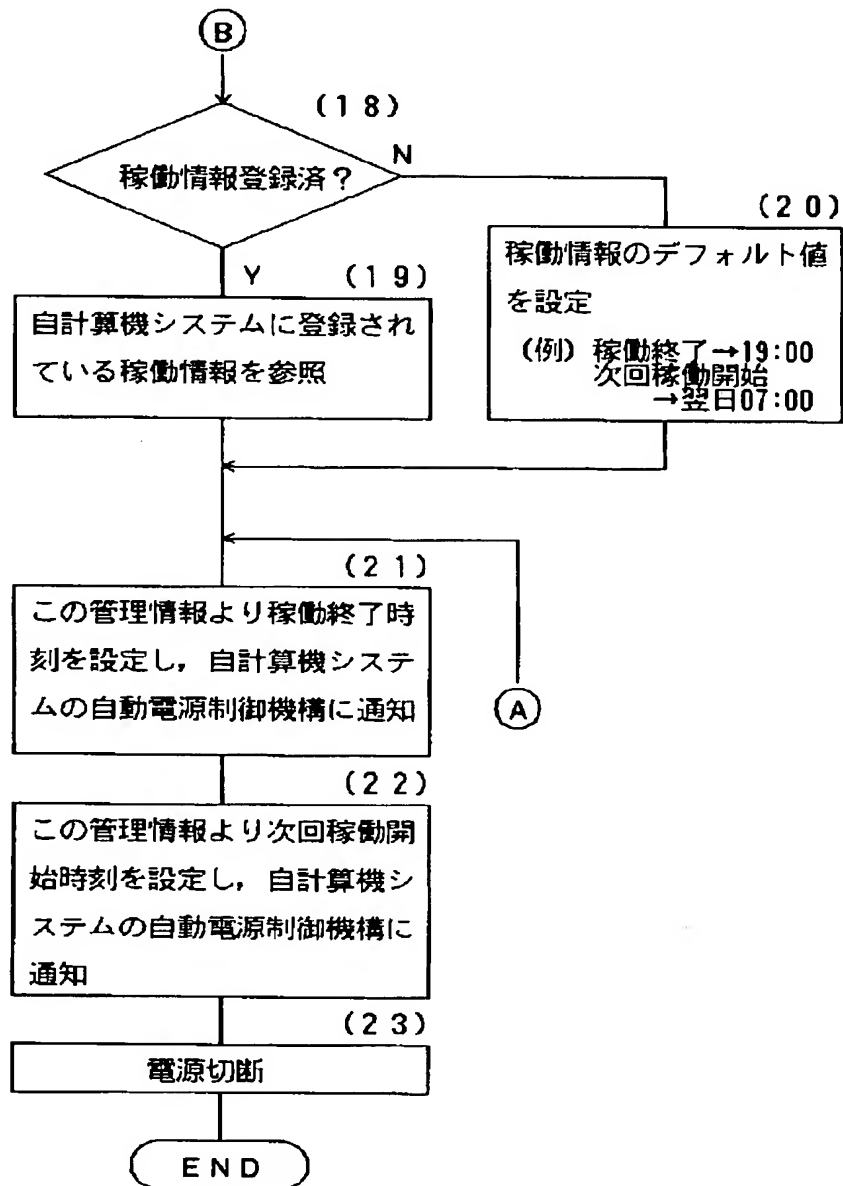 B
(18)
稼働情報登録済?
N
Y
(19)
自計算機システムに登録され
ている稼働情報を参照
(20)
稼働情報のデフォルト値
を設定
(例) 稼働終了→19:00
次回稼働開始
→翌日07:00
(21)
この管理情報より稼働終了時
刻を設定し,自計算機システ
ムの自動電源制御機構に通知
A
(22)
この管理情報より次回稼働開
始時刻を設定し,自計算機シ
ステムの自動電源制御機構に
通知
(23)
電源切断
END